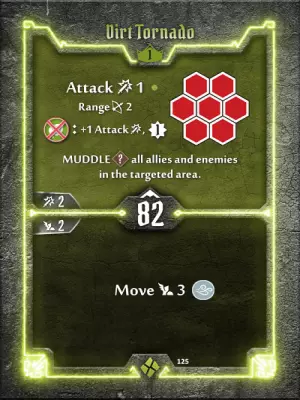 Dirt Tornado
1
Attack 1
Range 2
: +1 Attack, 1
MUDDLE ? all allies and enemies
in the targeted area.
2
82
2
Move 3
125